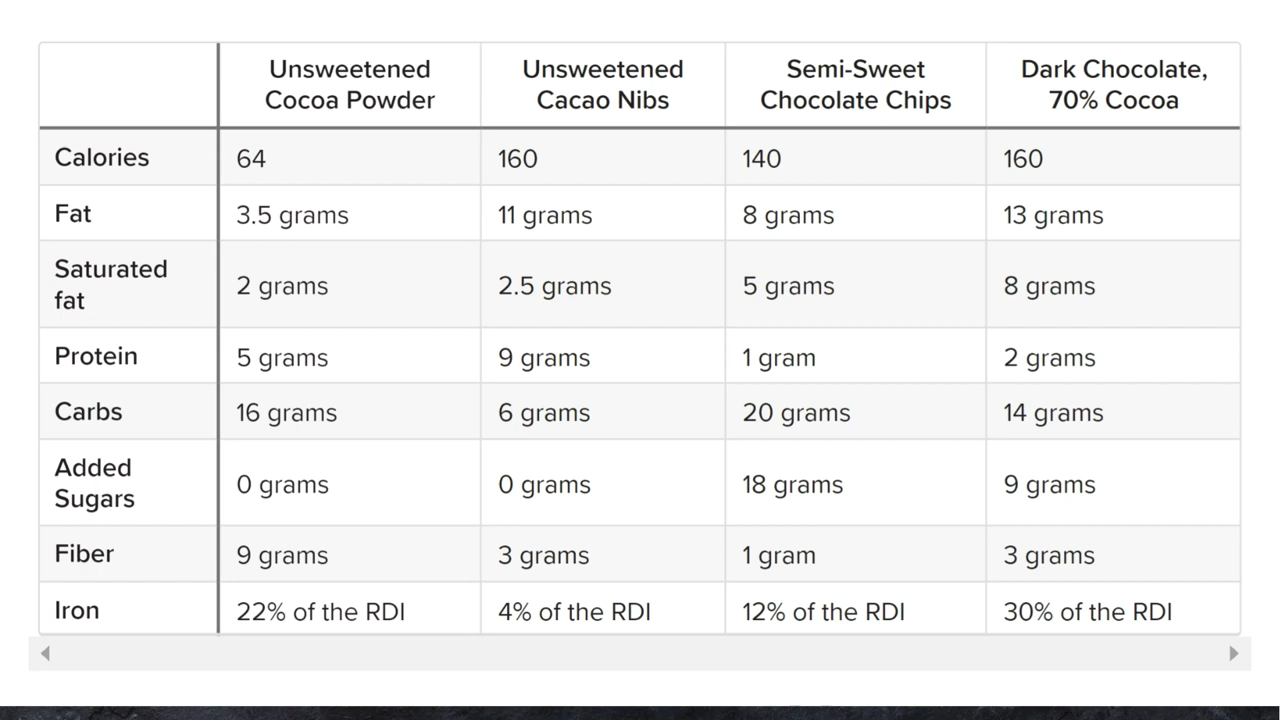 Unsweetened Cocoa Powder Unsweetened Cacao Nibs Semi-Sweet Chocolate Chips Dark Chocolate, 70% Cocoa
Calories 64 160 140 160
Fat 3.5 grams 11 grams 8 grams 13 grams
Saturated fat 2 grams 2.5 grams 5 grams 8 grams
Protein 5 grams 9 grams 1 gram 2 grams
Carbs 16 grams 6 grams 20 grams 14 grams
Added Sugars 0 grams 0 grams 18 grams 9 grams
Fiber 9 grams 3 grams 1 gram 3 grams
Iron 22% of the RDI 4% of the RDI 12% of the RDI 30% of the RDI